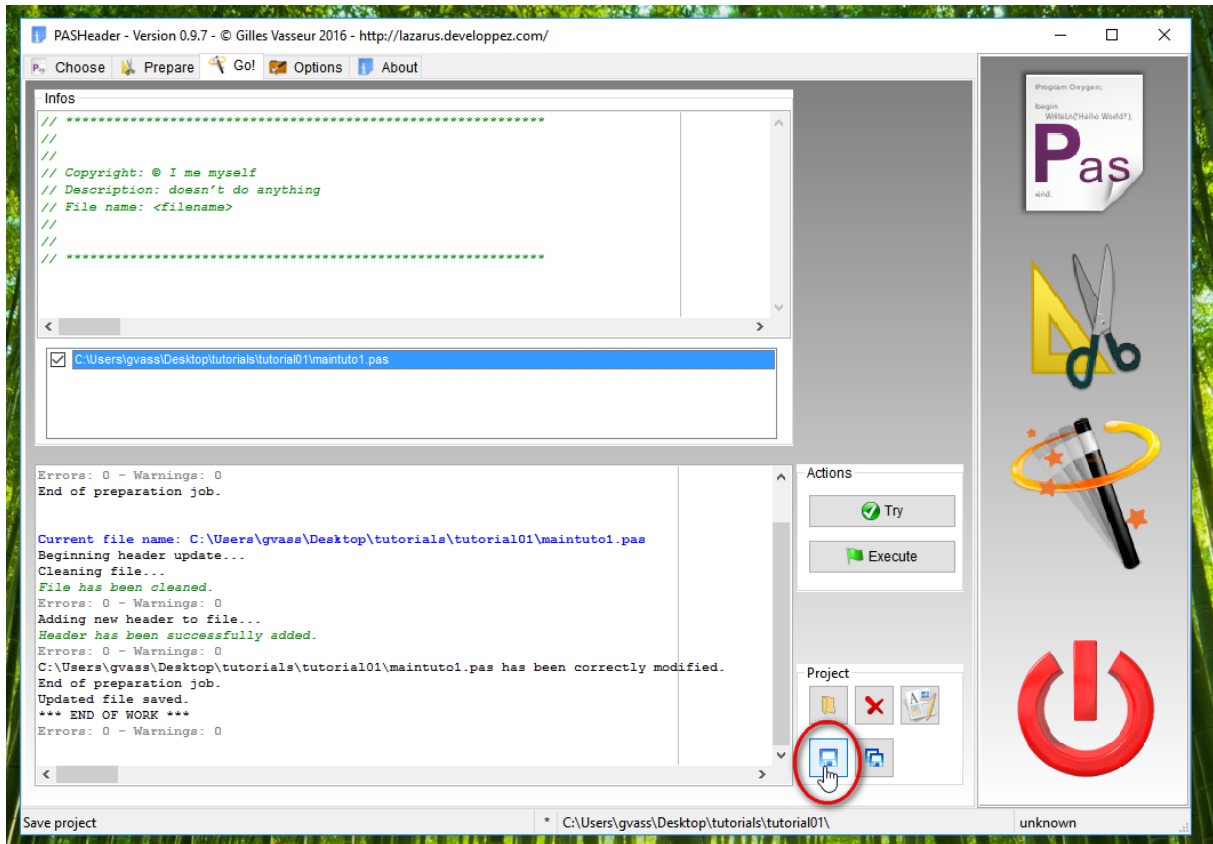 PASHeader - Version 0.9.7 - © Gilles Vasseur 2016 - http://lazarus.developpez.com/
Choose Prepare Go! Options About
Infos
// ************************************************************
//
//
// Copyright: © I me myself
// Description: doesn't do anything
// File name: <filename>
//
//
// ************************************************************
C:\Users\gvass\Desktop\tutorials\tutorial01\maintuto1.pas
Errors: 0 - Warnings: 0
End of preparation job.
Current file name: C:\Users\gvass\Desktop\tutorials\tutorial01\maintuto1.pas
Beginning header update...
Cleaning file...
File has been cleaned.
Errors: 0 - Warnings: 0
Adding new header to file...
Header has been successfully added.
Errors: 0 - Warnings: 0
C:\Users\gvass\Desktop\tutorials\tutorial01\maintuto1.pas has been correctly modified.
End of preparation job.
Updated file saved.
*** END OF WORK ***
Errors: 0 - Warnings: 0
Actions
Try
Execute
Project
Program Oxygen;
begin
WriteLn('Hello World!');
Pas
end.
Save project
* C:\Users\gvass\Desktop\tutorials\tutorial01\
unknown